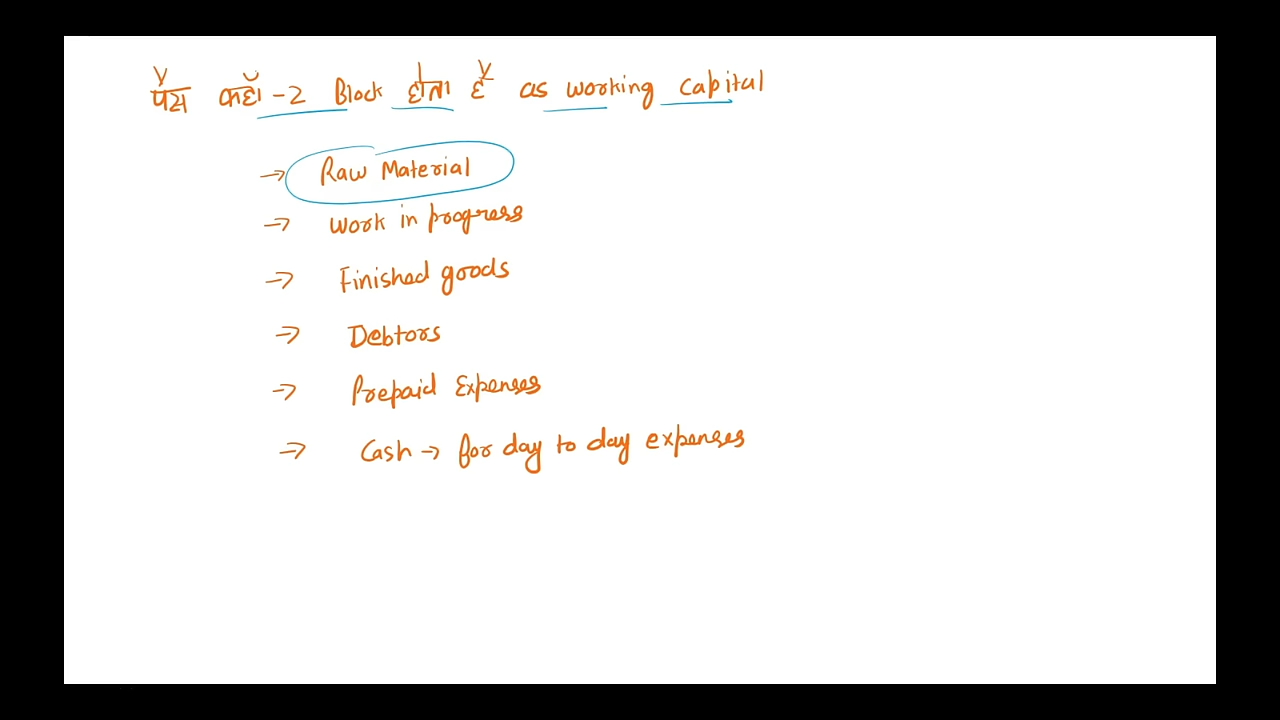 पैसा कहाँ-2 Block होता है as working capital
→ Raw Material
→ Work in progress
→ Finished goods
→ Debtors
→ Prepaid Expenses
→ Cash → for day to day expenses